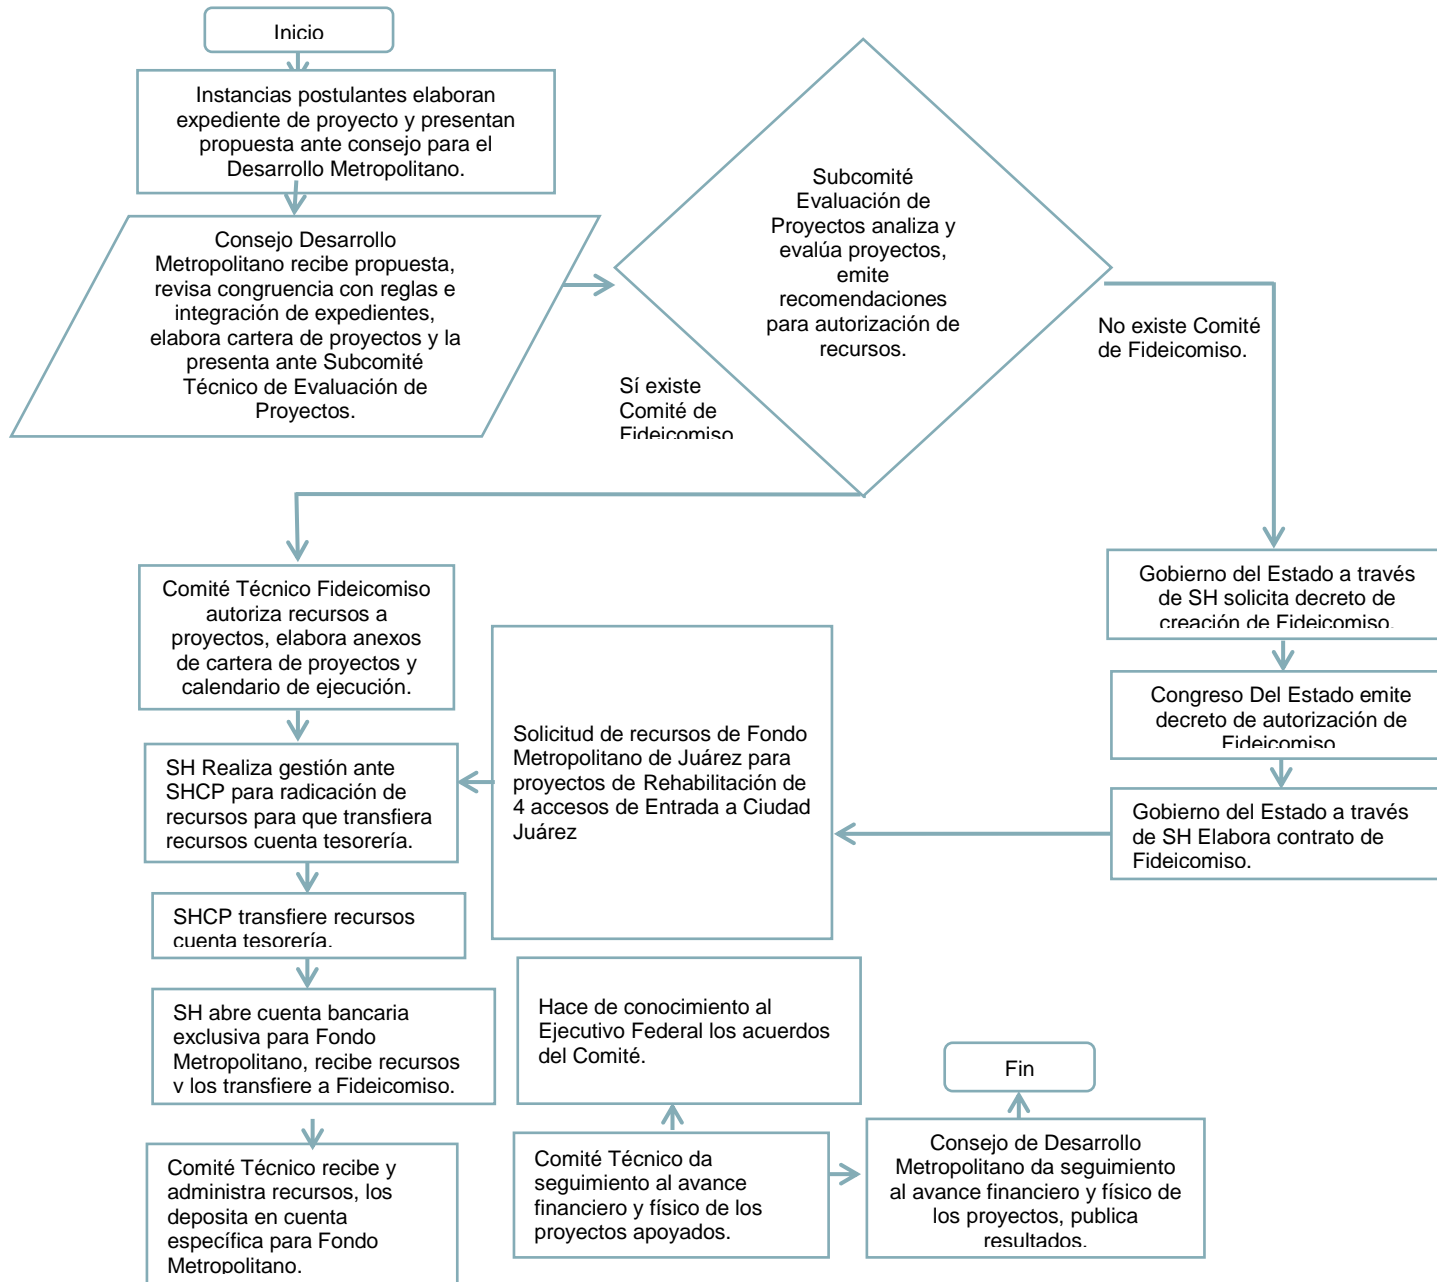 Inicio
Instancias postulantes elaboran
expediente de proyecto y presentan
propuesta ante consejo para el
Desarrollo Metropolitano.
Consejo Desarrollo
Metropolitano recibe propuesta,
revisa congruencia con reglas e
integración de expedientes,
elabora cartera de proyectos y la
presenta ante Subcomité
Técnico de Evaluación de
Proyectos.
Subcomité
Evaluación de
Proyectos analiza y
evalúa proyectos,
emite
recomendaciones
para autorización de
recursos.
Sí existe
Comité de
Fideicomiso
No existe Comité
de Fideicomiso.
Comité Técnico Fideicomiso
autoriza recursos a
proyectos, elabora anexos
de cartera de proyectos y
calendario de ejecución.
SH Realiza gestión ante
SHCP para radicación de
recursos para que transfiera
recursos cuenta tesorería.
SHCP transfiere recursos
cuenta tesorería.
SH abre cuenta bancaria
exclusiva para Fondo
Metropolitano, recibe recursos
y los transfiere a Fideicomiso.
Comité Técnico recibe y
administra recursos, los
deposita en cuenta
específica para Fondo
Metropolitano.
Solicitud de recursos de Fondo
Metropolitano de Juárez para
proyectos de Rehabilitación de
4 accesos de Entrada a Ciudad
Juárez
Gobierno del Estado a través
de SH solicita decreto de
creación de Fideicomiso.
Congreso Del Estado emite
decreto de autorización de
Fideicomiso
Gobierno del Estado a través
de SH Elabora contrato de
Fideicomiso.
Hace de conocimiento al
Ejecutivo Federal los acuerdos
del Comité.
Comité Técnico da
seguimiento al avance
financiero y físico de los
proyectos apoyados.
Fin
Consejo de Desarrollo
Metropolitano da seguimiento
al avance financiero y físico de
los proyectos, publica
resultados.